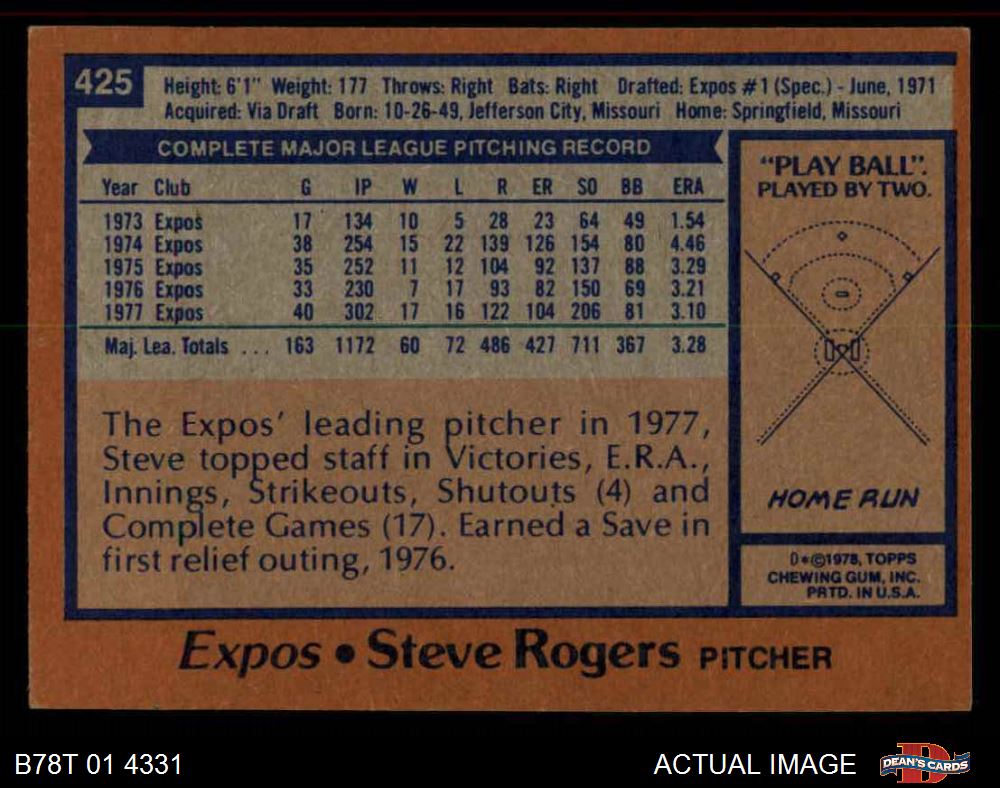 425
Height: 6'1" Weight: 177 Throws: Right Bats: Right Drafted: Expos #1 (Spec.) - June, 1971
Acquired: Via Draft Born: 10-26-49, Jefferson City, Missouri Home: Springfield, Missouri
COMPLETE MAJOR LEAGUE PITCHING RECORD
Year Club G IP W L R ER SO BB ERA
1973 Expos 17 134 10 5 28 23 64 49 1.54
1974 Expos 38 254 15 22 139 126 154 80 4.46
1975 Expos 35 252 11 12 104 92 137 88 3.29
1976 Expos 33 230 7 17 93 82 150 69 3.21
1977 Expos 40 302 17 16 122 104 206 81 3.10
Maj. Lea. Totals ... 163 1172 60 72 486 427 711 367 3.28
The Expos' leading pitcher in 1977,
Steve topped staff in Victories, E.R.A.,
Innings, Strikeouts, Shutouts (4) and
Complete Games (17). Earned a Save in
first relief outing, 1976.
"PLAY BALL".
PLAYED BY TWO.
HOME RUN
D*©1978, TOPPS
CHEWING GUM, INC.
PRTD. IN U.S.A.
Expos • Steve Rogers PITCHER
B78T 01 4331
ACTUAL IMAGE
D
DEAN'S CARDS